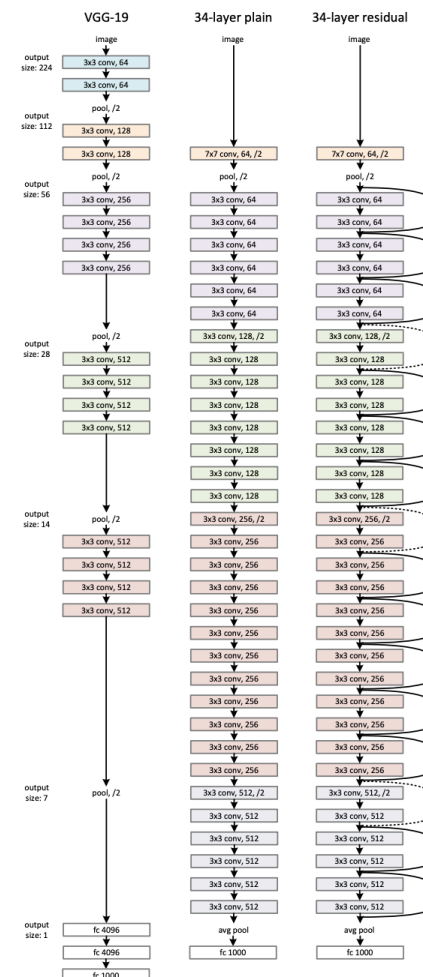 VGG-19
image
output
size: 224
3x3 conv, 64
3x3 conv, 64
pool, /2
output
size: 112
3x3 conv, 128
3x3 conv, 128
pool, /2
output
size: 56
3x3 conv, 256
3x3 conv, 256
3x3 conv, 256
3x3 conv, 256
pool, /2
output
size: 28
3x3 conv, 512
3x3 conv, 512
3x3 conv, 512
3x3 conv, 512
pool, /2
output
size: 14
3x3 conv, 512
3x3 conv, 512
3x3 conv, 512
3x3 conv, 512
pool, /2
output
size: 7
output
size: 1
fc 4096
fc 4096
fc 1000
34-layer plain
image
7x7 conv, 64, /2
pool, /2
3x3 conv, 64
3x3 conv, 64
3x3 conv, 64
3x3 conv, 64
3x3 conv, 64
3x3 conv, 64
3x3 conv, 128, /2
3x3 conv, 128
3x3 conv, 128
3x3 conv, 128
3x3 conv, 128
3x3 conv, 128
3x3 conv, 128
3x3 conv, 128
3x3 conv, 256, /2
3x3 conv, 256
3x3 conv, 256
3x3 conv, 256
3x3 conv, 256
3x3 conv, 256
3x3 conv, 256
3x3 conv, 256
3x3 conv, 256
3x3 conv, 256
3x3 conv, 256
3x3 conv, 256
3x3 conv, 512, /2
3x3 conv, 512
3x3 conv, 512
3x3 conv, 512
3x3 conv, 512
3x3 conv, 512
avg pool
fc 1000
34-layer residual
image
7x7 conv, 64, /2
pool, /2
3x3 conv, 64
3x3 conv, 64
3x3 conv, 64
3x3 conv, 64
3x3 conv, 64
3x3 conv, 64
3x3 conv, 128, /2
3x3 conv, 128
3x3 conv, 128
3x3 conv, 128
3x3 conv, 128
3x3 conv, 128
3x3 conv, 128
3x3 conv, 128
3x3 conv, 256, /2
3x3 conv, 256
3x3 conv, 256
3x3 conv, 256
3x3 conv, 256
3x3 conv, 256
3x3 conv, 256
3x3 conv, 256
3x3 conv, 256
3x3 conv, 256
3x3 conv, 256
3x3 conv, 256
3x3 conv, 512, /2
3x3 conv, 512
3x3 conv, 512
3x3 conv, 512
3x3 conv, 512
3x3 conv, 512
avg pool
fc 1000